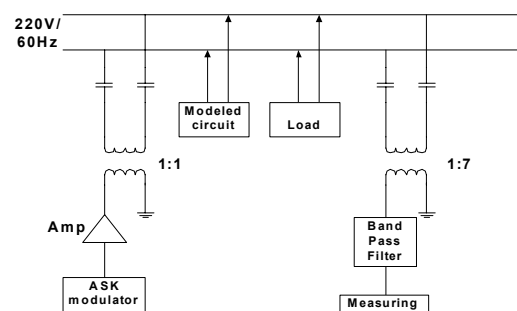 220V/
60Hz
Modeled
circuit
Load
1:1
1:7
Amp
Band
Pass
Filter
ASK
modulator
Measuring